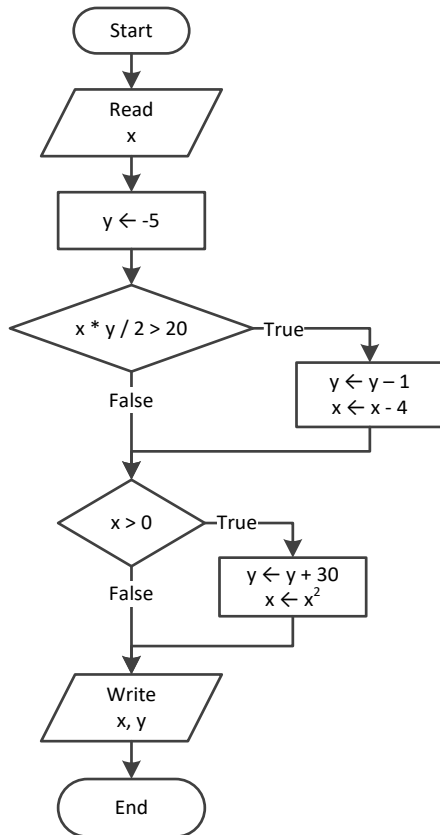 Start
Read
x
y ← -5
x * y / 2 > 20
True
y ← y – 1
x ← x - 4
False
x > 0
True
y ← y + 30
x ← x²
False
Write
x, y
End